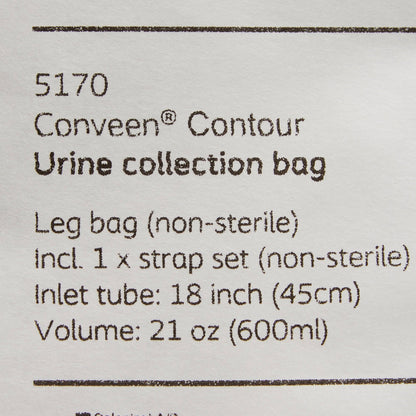 5170
Conveen® Contour
Urine collection bag
Leg bag (non-sterile)
Incl. 1 x strap set (non-sterile)
Inlet tube: 18 inch (45cm)
Volume: 21 oz (600ml)